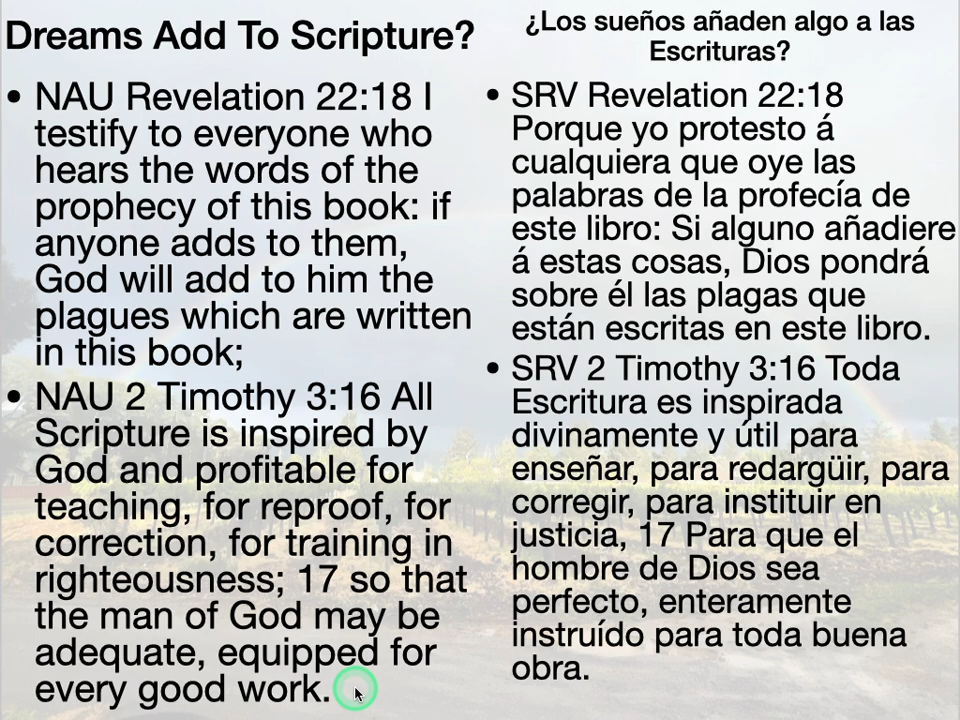 Dreams Add To Scripture?
• NAU Revelation 22:18 I
testify to everyone who
hears the words of the
prophecy of this book: if
anyone adds to them,
God will add to him the
plagues which are written
in this book;
• NAU 2 Timothy 3:16 All
Scripture is inspired by
God and profitable for
teaching, for reproof, for
correction, for training in
righteousness; 17 so that
the man of God may be
adequate, equipped for
every good work.
¿Los sueños añaden algo a las
Escrituras?
• SRV Revelation 22:18
Porque yo protesto á
cualquiera que oye las
palabras de la profecía de
este libro: Si alguno añadiere
á estas cosas, Dios pondrá
sobre él las plagas que
están escritas en este libro.
• SRV 2 Timothy 3:16 Toda
Escritura es inspirada
divinamente y útil para
enseñar, para redargüir, para
corregir, para instituir en
justicia, 17 Para que el
hombre de Dios sea
perfecto, enteramente
instruído para toda buena
obra.